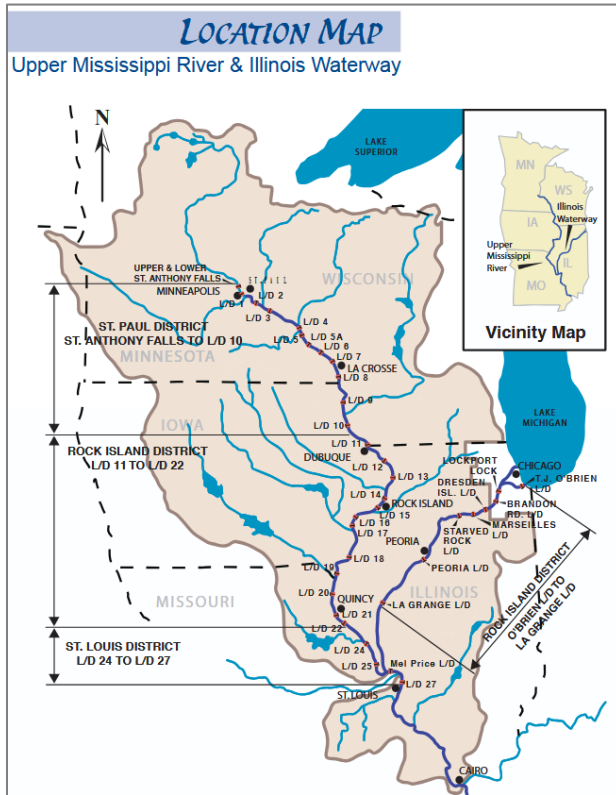 LOCATION MAP
Upper Mississippi River & Illinois Waterway
N
LAKE
SUPERIOR
MN
WS
IA
IL
MO
Illinois
Waterway
Upper
Mississippi
River
Vicinity Map
UPPER & LOWER
ST. ANTHONY FALLS
MINNEAPOLIS
L/D 1
L/D 2
L/D 3
WISCONSIN
L/D 4
L/D 5
L/D 5A
L/D 6
L/D 7
LA CROSSE
L/D 8
ST. PAUL DISTRICT
ST. ANTHONY FALLS TO L/D 10
MINNESOTA
L/D 9
L/D 10
IOWA
L/D 11
DUBUQUE
L/D 12
ROCK ISLAND DISTRICT
L/D 11 TO L/D 22
L/D 13
L/D 14
ROCK ISLAND
L/D 15
L/D 16
L/D 17
L/D 18
L/D 19
L/D 20
MISSOURI
QUINCY
L/D 21
L/D 22
ST. LOUIS DISTRICT
L/D 24 TO L/D 27
L/D 24
L/D 25
Mel Price L/D
L/D 27
ST. LOUIS
CAIRO
LAKE
MICHIGAN
LOCKPORT
LOCK
CHICAGO
T.J. O'BRIEN
L/D
DRESDEN
ISL. L/D
BRANDON
RD. L/D
MARSEILLES
L/D
STARVED
ROCK
L/D
PEORIA
PEORIA L/D
ILLINOIS
LA GRANGE L/D
ROCK ISLAND DISTRICT
O'BRIEN L/D TO
LA GRANGE L/D